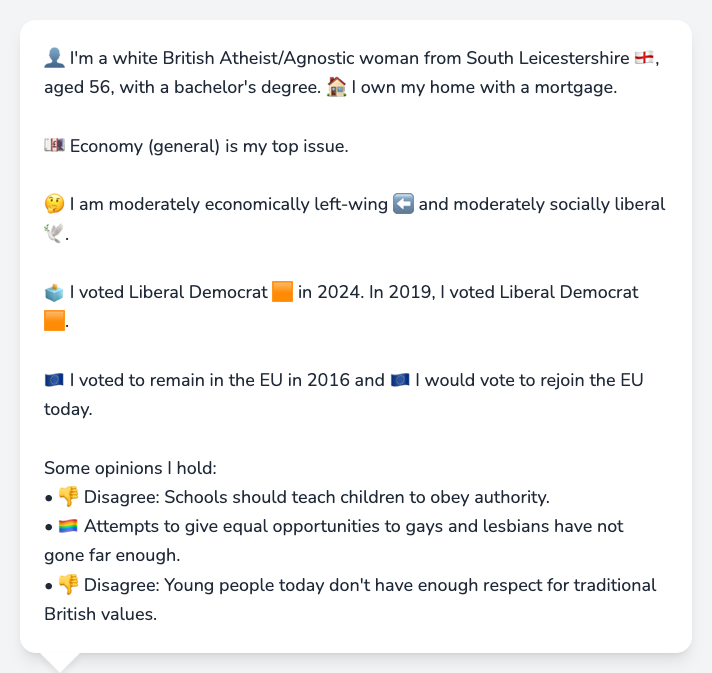 👤 I'm a white British Atheist/Agnostic woman from South Leicestershire 🏴󠁧󠁢󠁥󠁮󠁧󠁿,
aged 56, with a bachelor's degree. 🏠 I own my home with a mortgage.
💷 Economy (general) is my top issue.
🤔 I am moderately economically left-wing ⬅️ and moderately socially liberal
🕊️.
🗳️ I voted Liberal Democrat 🟧 in 2024. In 2019, I voted Liberal Democrat
🟧.
🇪🇺 I voted to remain in the EU in 2016 and 🇪🇺 I would vote to rejoin the EU
today.
Some opinions I hold:
• 👎 Disagree: Schools should teach children to obey authority.
• 🏳️‍🌈 Attempts to give equal opportunities to gays and lesbians have not
gone far enough.
• 👎 Disagree: Young people today don't have enough respect for traditional
British values.